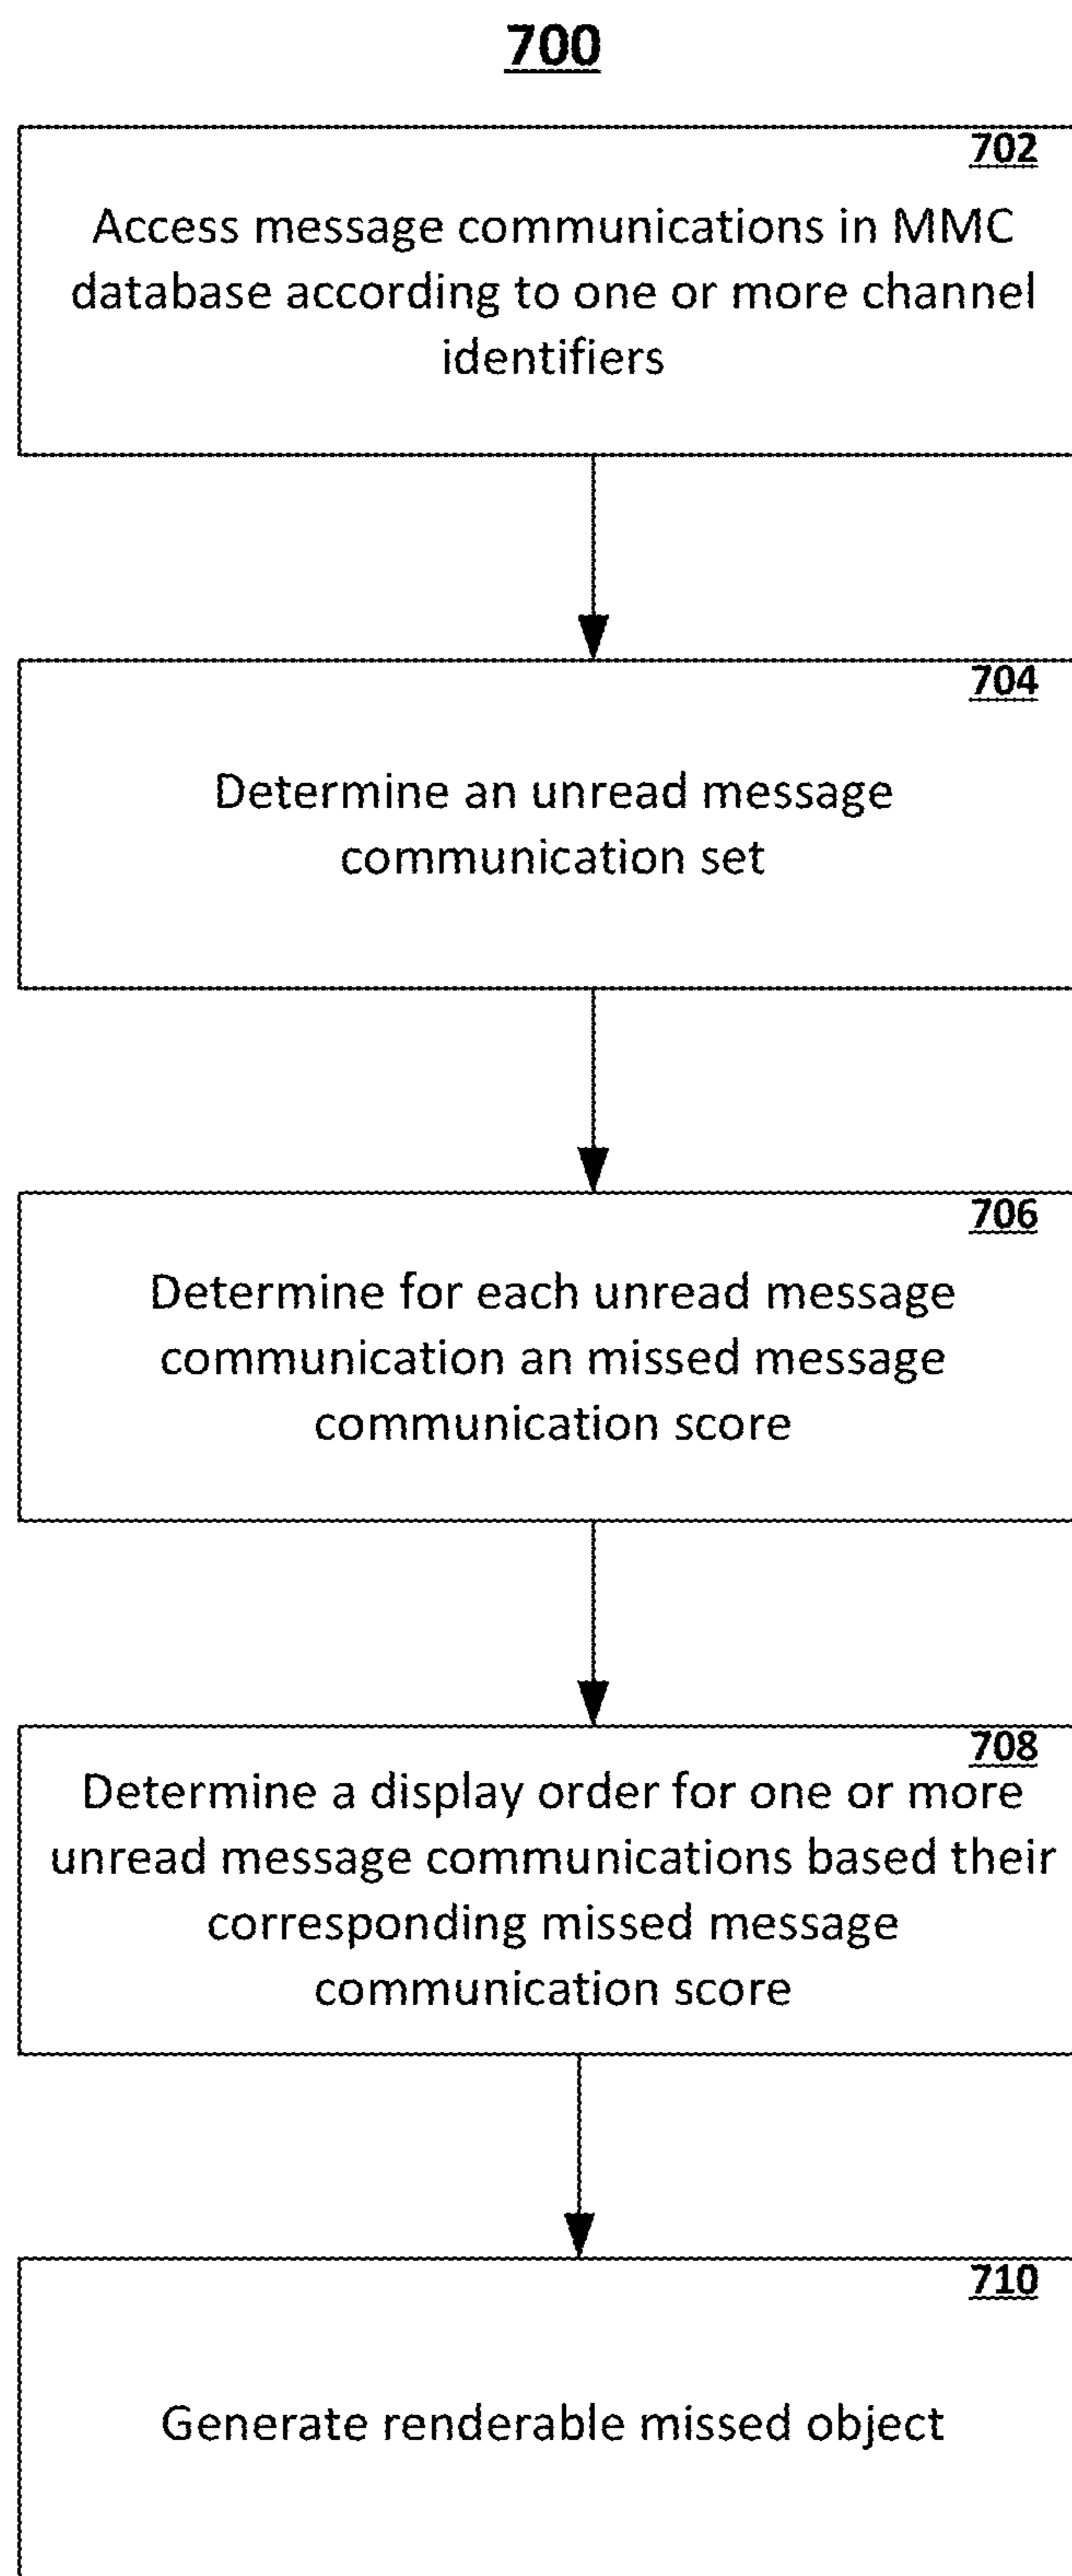 700
702
Access message communications in MMC
database according to one or more channel
identifiers
704
Determine an unread message
communication set
706
Determine for each unread message
communication an missed message
communication score
708
Determine a display order for one or more
unread message communications based their
corresponding missed message
communication score
710
Generate renderable missed object